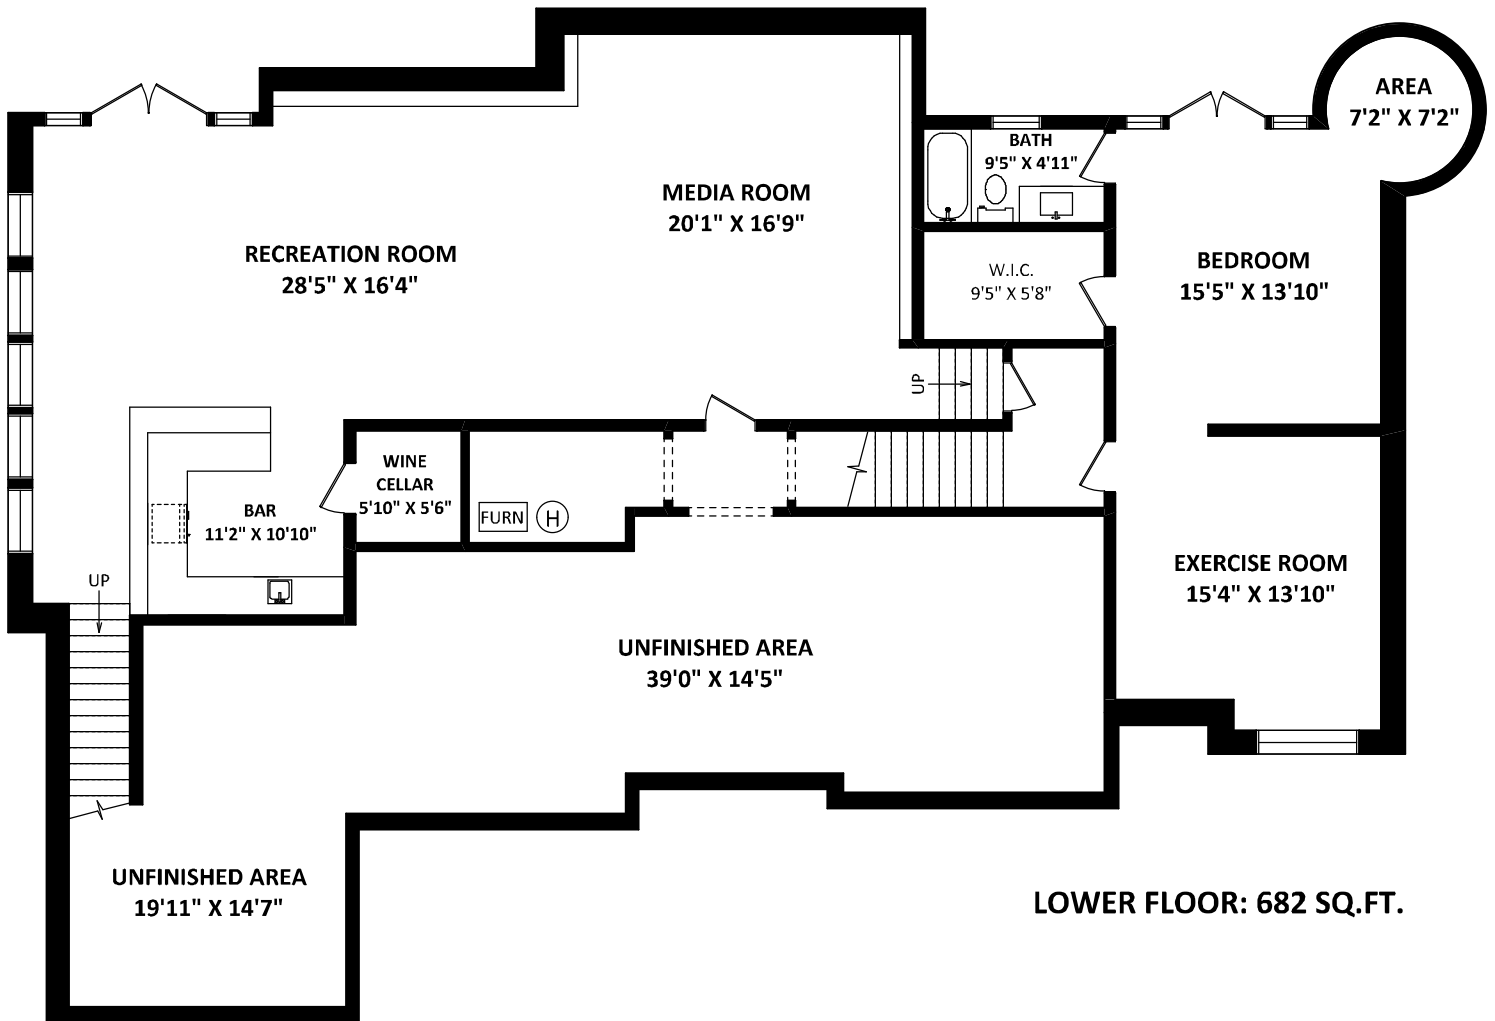 AREA
7'2" X 7'2"
BATH
9'5" X 4'11"
MEDIA ROOM
20'1" X 16'9"
RECREATION ROOM
28'5" X 16'4"
W.I.C.
9'5" X 5'8"
BEDROOM
15'5" X 13'10"
UP
WINE
CELLAR
5'10" X 5'6"
BAR
11'2" X 10'10"
FURN
H
EXERCISE ROOM
15'4" X 13'10"
UP
UNFINISHED AREA
39'0" X 14'5"
UNFINISHED AREA
19'11" X 14'7"
LOWER FLOOR: 682 SQ.FT.